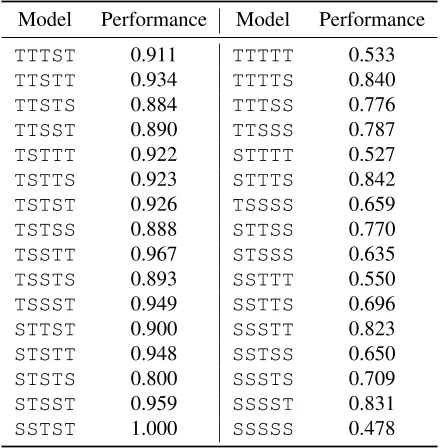 Model Performance Model Performance
TTTST 0.911 TTTTT 0.533
TTSTT 0.934 TTTTS 0.840
TTSTS 0.884 TTTSS 0.776
TTSST 0.890 TTSSS 0.787
TSTTT 0.922 STTTT 0.527
TSTTS 0.923 STTTS 0.842
TSTST 0.926 TSSSS 0.659
TSTSS 0.888 STTSS 0.770
TSSTT 0.967 STSSS 0.635
TSSTS 0.893 SSTTT 0.550
TSSST 0.949 SSTTS 0.696
STTST 0.900 SSSTT 0.823
STSTT 0.948 SSTSS 0.650
STSTS 0.800 SSSTS 0.709
STSST 0.959 SSSST 0.831
SSTST 1.000 SSSSS 0.478